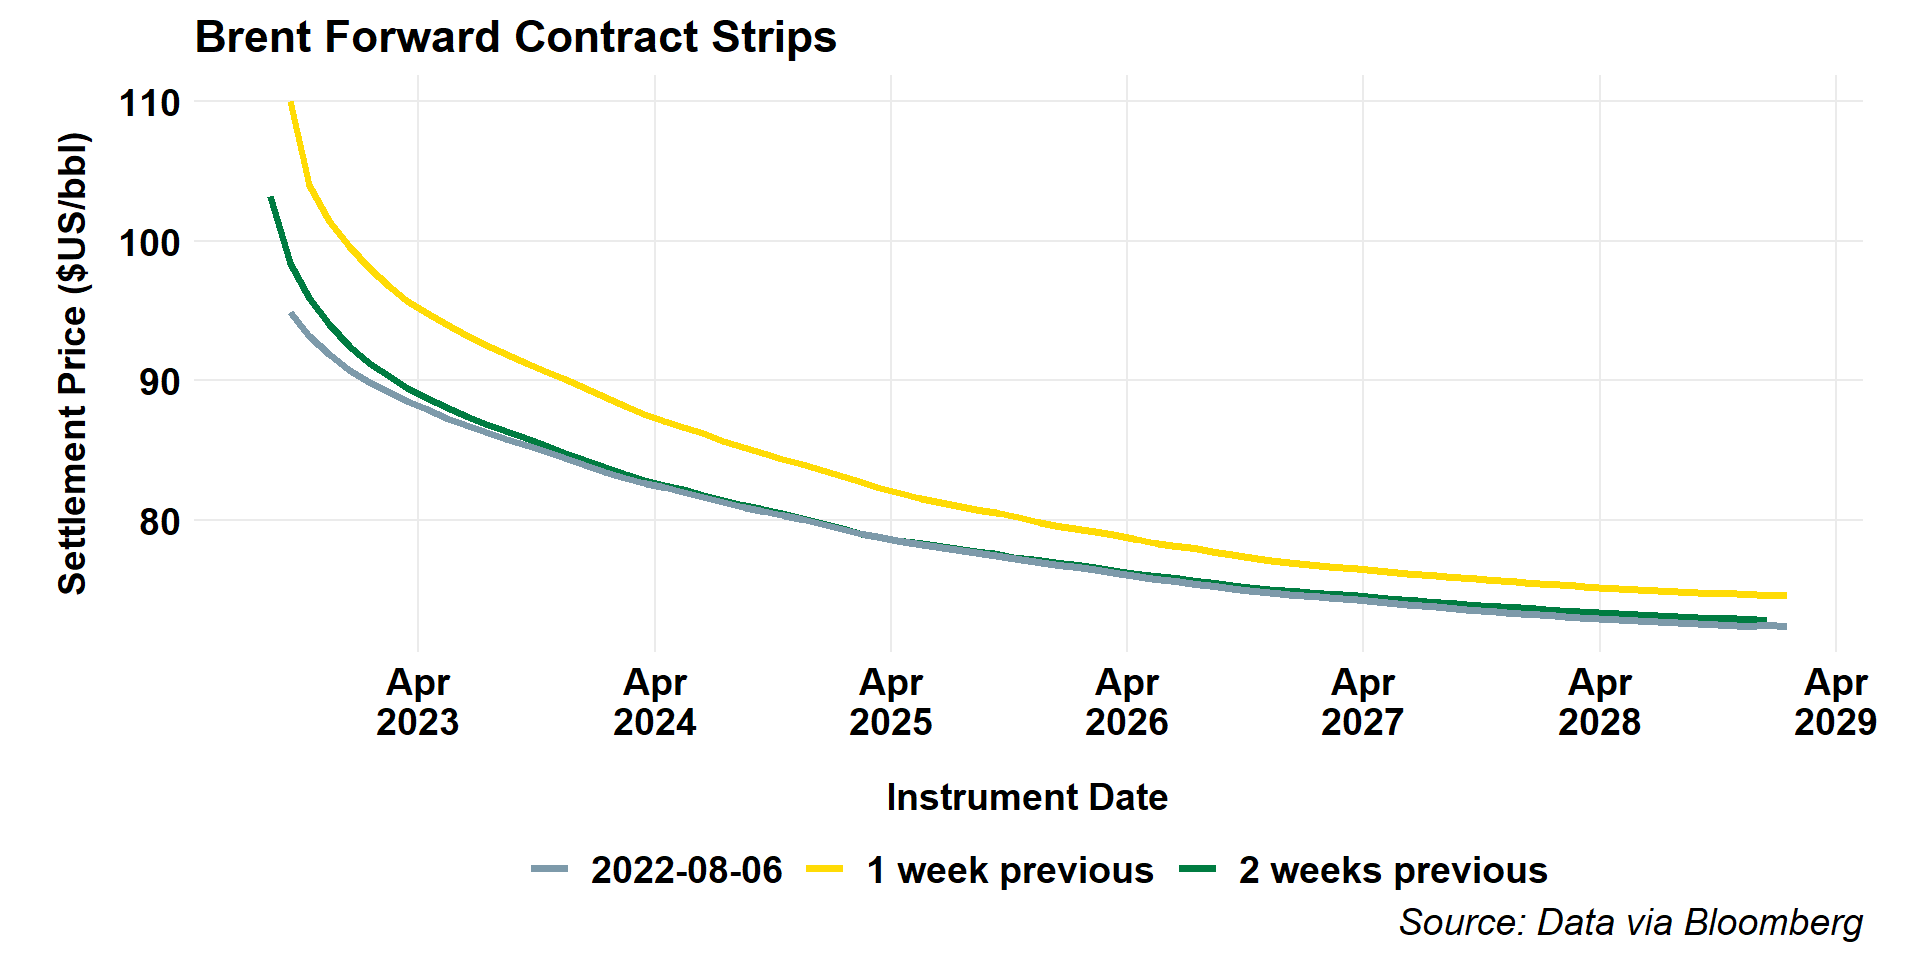 Brent Forward Contract Strips
Settlement Price ($US/bbl)
110
100
90
80
Apr 2023
Apr 2024
Apr 2025
Apr 2026
Apr 2027
Apr 2028
Apr 2029
Instrument Date
2022-08-06 1 week previous 2 weeks previous
Source: Data via Bloomberg